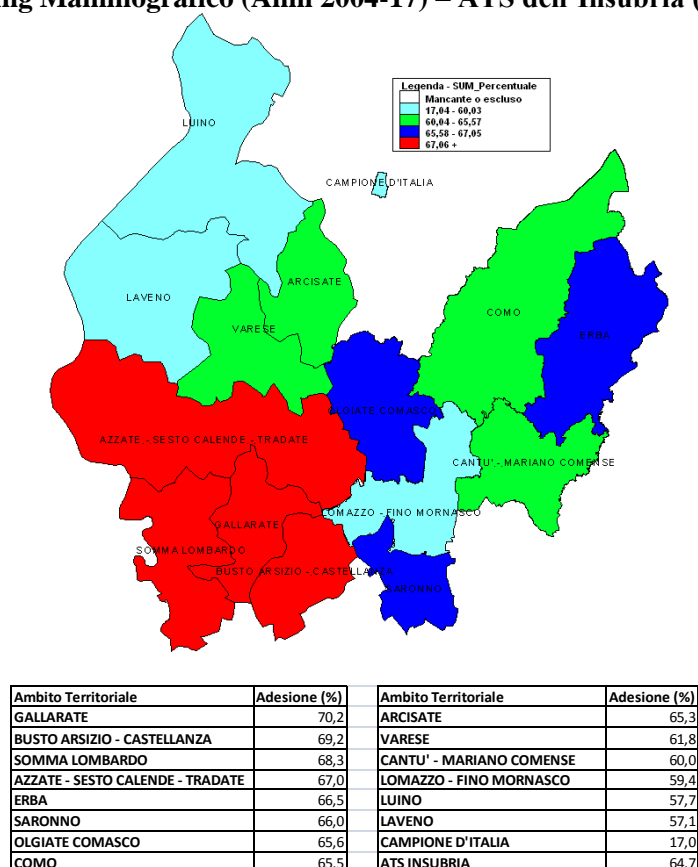 ng Mammografico (Anni 2004-17) – ATS dell'Insubria (
Legenda - SUM_Percentuale
Mancante o escluso
17,04 - 60,03
60,04 - 65,57
65,58 - 67,05
67,06 +
LUINO
CAMPIONE D'ITALIA
ARCISATE
LAVENO
COMO
VARESE
ERBA
OLGIATE COMASCO
AZZATE - SESTO CALENDE - TRADATE
CANTU' - MARIANO COMENSE
LOMAZZO - FINO MORNASCO
GALLARATE
SOMMA LOMBARDO
BUSTO ARSIZIO - CASTELLANZA
SARONNO
Ambito Territoriale Adesione (%) Ambito Territoriale Adesione (%)
GALLARATE 70,2 ARCISATE 65,3
BUSTO ARSIZIO - CASTELLANZA 69,2 VARESE 61,8
SOMMA LOMBARDO 68,3 CANTU' - MARIANO COMENSE 60,0
AZZATE - SESTO CALENDE - TRADATE 67,0 LOMAZZO - FINO MORNASCO 59,4
ERBA 66,5 LUINO 57,7
SARONNO 66,0 LAVENO 57,1
OLGIATE COMASCO 65,6 CAMPIONE D'ITALIA 17,0
COMO 65,5 ATS INSUBRIA 64,7